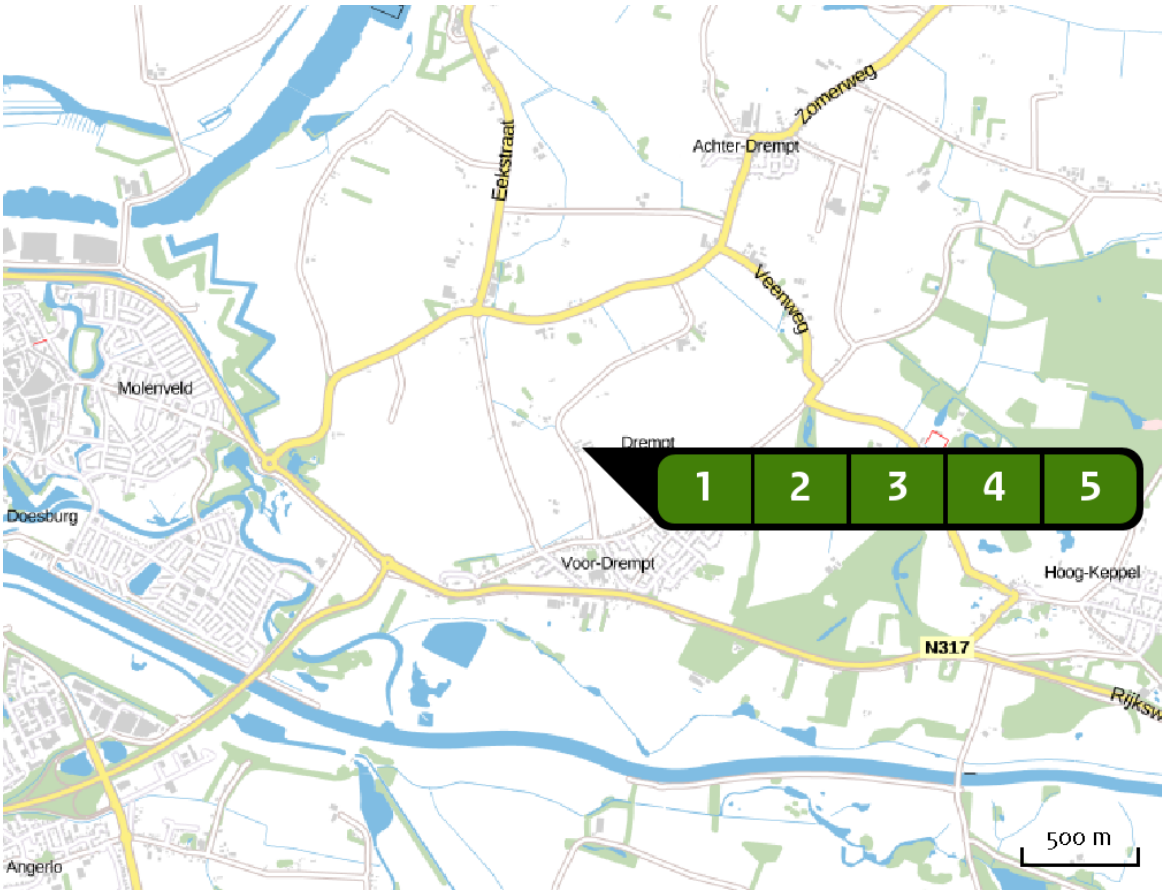 Zomerweg
Achter-Drempt
Eekstraat
Veenweg
Molenveld
Drempt
1 2 3 4 5
Doesburg
Voor-Drempt
Hoog-Keppel
N317
Rijksw
500 m
Angerlo